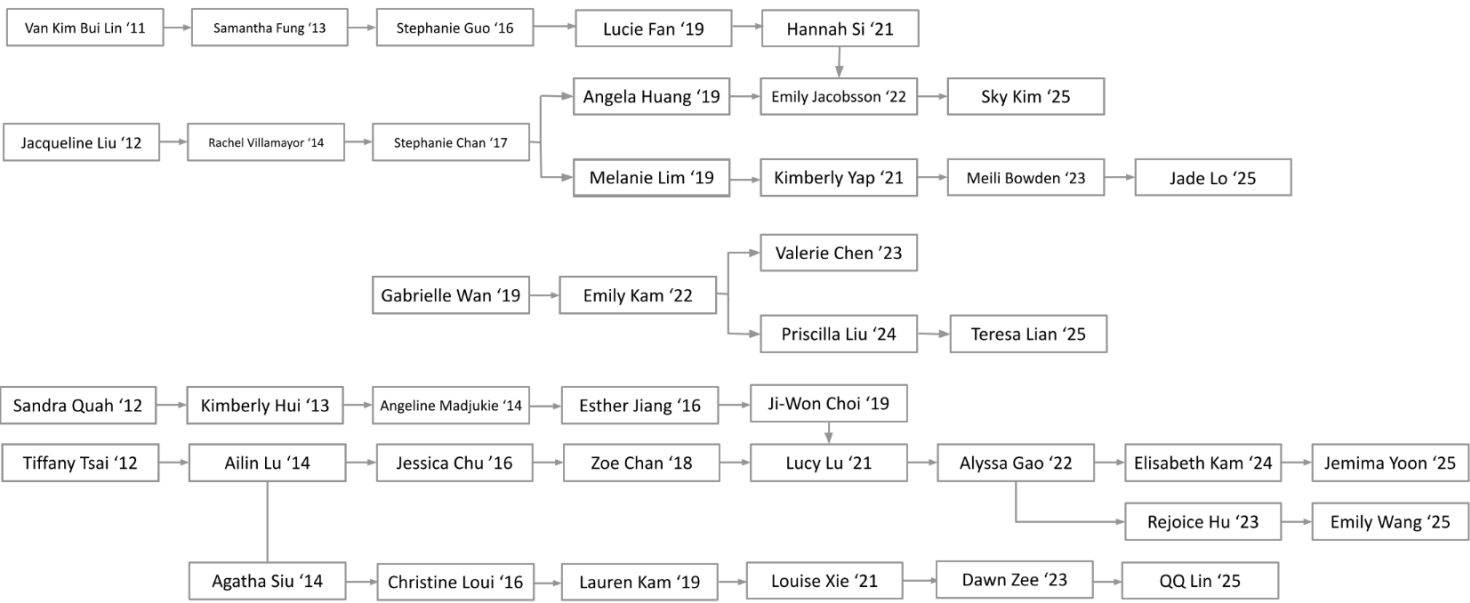 Van Kim Bui Lin ‘11
Samantha Fung ‘13
Stephanie Guo ‘16
Lucie Fan ‘19
Hannah Si ‘21
Angela Huang ‘19
Emily Jacobsson ‘22
Sky Kim ‘25
Jacqueline Liu ‘12
Rachel Villamayor ‘14
Stephanie Chan ‘17
Melanie Lim ‘19
Kimberly Yap ‘21
Meili Bowden ‘23
Jade Lo ‘25
Valerie Chen ’23
Gabrielle Wan ‘19
Emily Kam ‘22
Priscilla Liu ‘24
Teresa Lian ‘25
Sandra Quah ‘12
Kimberly Hui ‘13
Angeline Madjukie ‘14
Esther Jiang ‘16
Ji-Won Choi ‘19
Tiffany Tsai ‘12
Ailin Lu ‘14
Jessica Chu ’16
Zoe Chan ‘18
Lucy Lu ‘21
Alyssa Gao ‘22
Elisabeth Kam ‘24
Jemima Yoon ‘25
Rejoice Hu ‘23
Emily Wang ‘25
Agatha Siu ‘14
Christine Loui ‘16
Lauren Kam ‘19
Louise Xie ‘21
Dawn Zee ‘23
QQ Lin ‘25